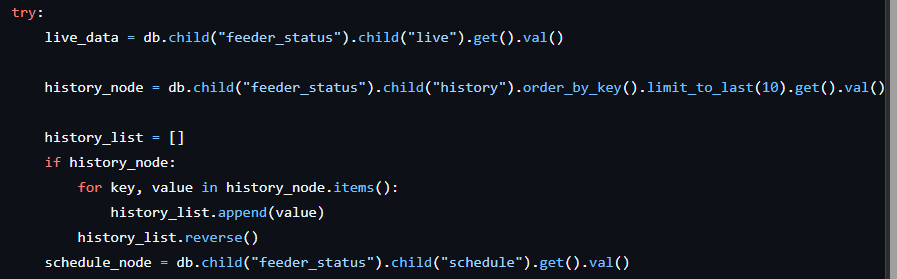 try:
    live_data = db.child("feeder_status").child("live").get().val()
    history_node = db.child("feeder_status").child("history").order_by_key().limit_to_last(10).get().val()
    history_list = []
    if history_node:
        for key, value in history_node.items():
            history_list.append(value)
        history_list.reverse()
    schedule_node = db.child("feeder_status").child("schedule").get().val()